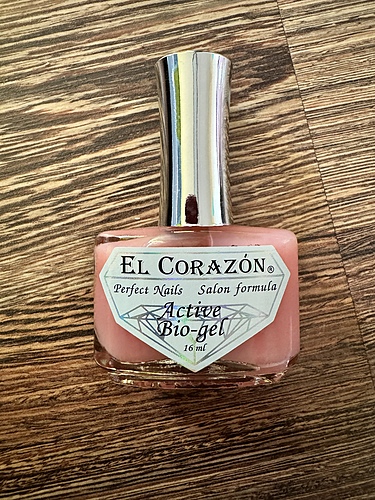 EL CORAZÓN®
Perfect Nails Salon formula
Active
Bio-gel
16 ml